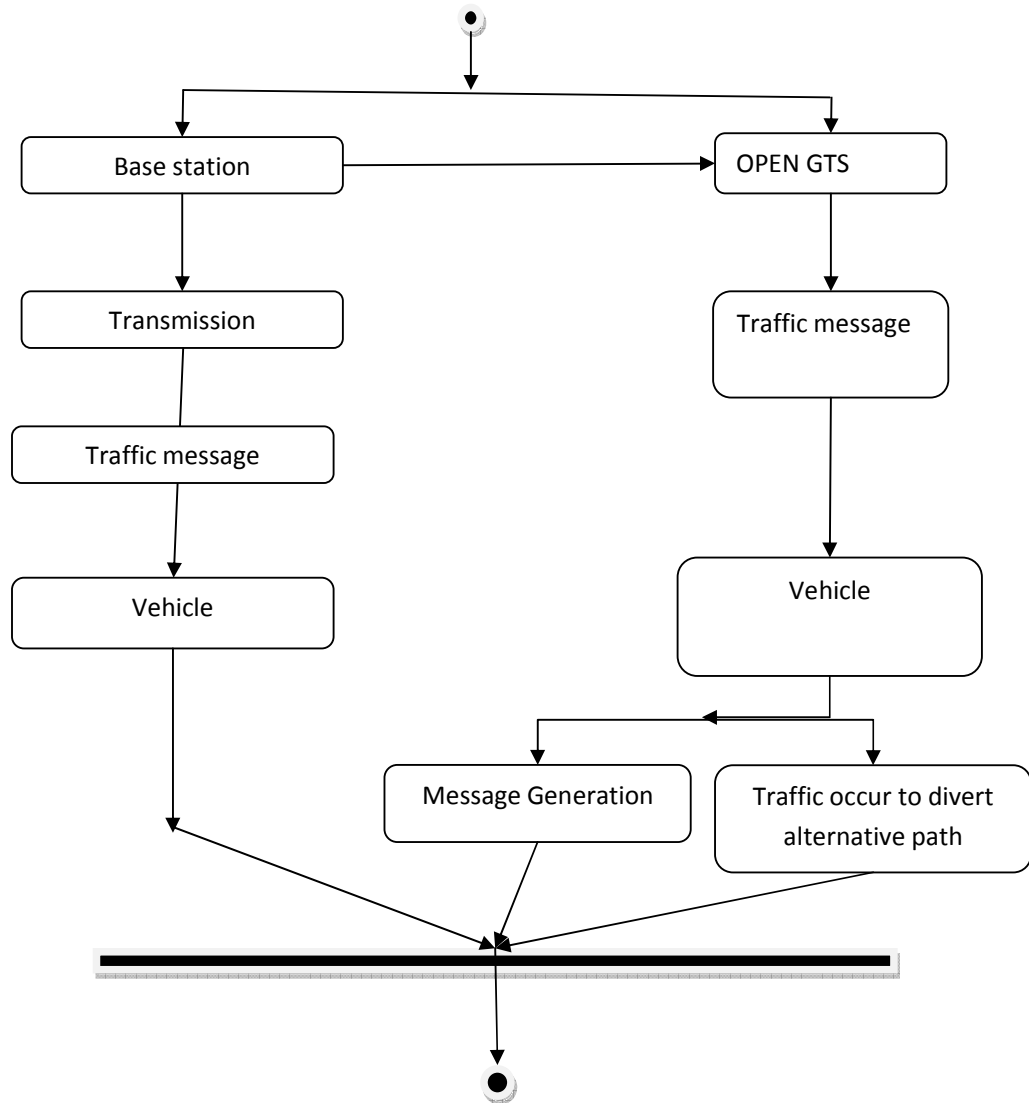 Base station
OPEN GTS
Transmission
Traffic message
Traffic message
Vehicle
Vehicle
Message Generation
Traffic occur to divert
alternative path